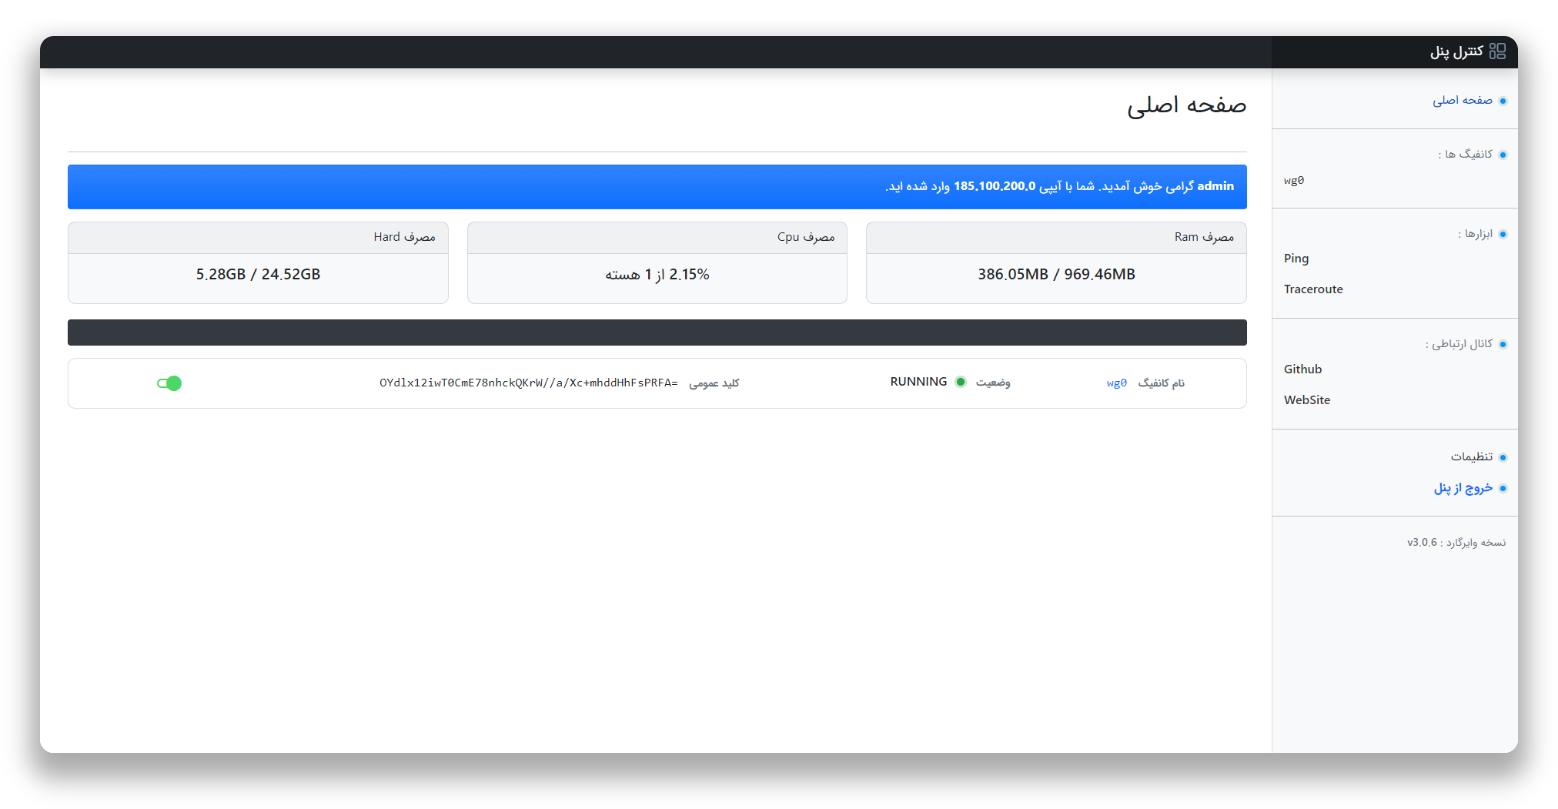 کنترل پنل
صفحه اصلی
کانفیگ ها :
wg0
ابزارها :
Ping
Traceroute
کانال ارتباطی :
Github
WebSite
تنظیمات
خروج از پنل
نسخه وایرگارد : v3.0.6
صفحه اصلی
admin گرامی خوش آمدید. شما با آیپی 185.100.200.0 وارد شده اید.
مصرف Ram
386.05MB / 969.46MB
مصرف Cpu
2.15% از 1 هسته
مصرف Hard
5.28GB / 24.52GB
نام کانفیگ wg0 وضعیت RUNNING کلید عمومی OYdlx12iwT0CmE78nhckQKrW//a/Xc+mhddHhFsPRFA=